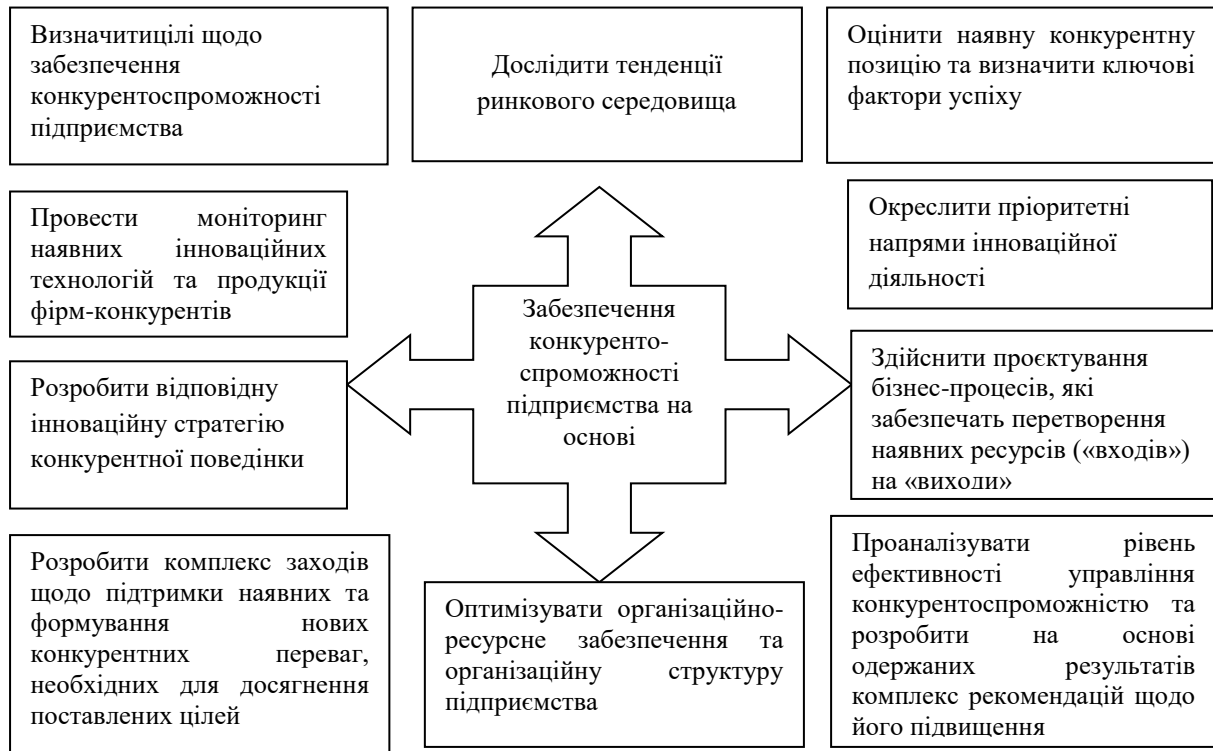 Визначитицілі щодо
забезпечення
конкурентоспроможності
підприємства
Дослідити тенденції
ринкового середовища
Оцінити наявну конкурентну
позицію та визначити ключові
фактори успіху
Провести моніторинг
наявних інноваційних
технологій та продукції
фірм-конкурентів
Окреслити пріоритетні
напрями інноваційної
діяльності
Забезпечення
конкуренто-
спроможності
підприємства на
основі
Розробити відповідну
інноваційну стратегію
конкурентної поведінки
Здійснити проєктування
бізнес-процесів, які
забезпечать перетворення
наявних ресурсів («входів»)
на «виходи»
Розробити комплекс заходів
щодо підтримки наявних та
формування нових
конкурентних переваг,
необхідних для досягнення
поставлених цілей
Оптимізувати організаційно-
ресурсне забезпечення та
організаційну структуру
підприємства
Проаналізувати рівень
ефективності управління
конкурентоспроможністю та
розробити на основі
одержаних результатів
комплекс рекомендацій щодо
його підвищення